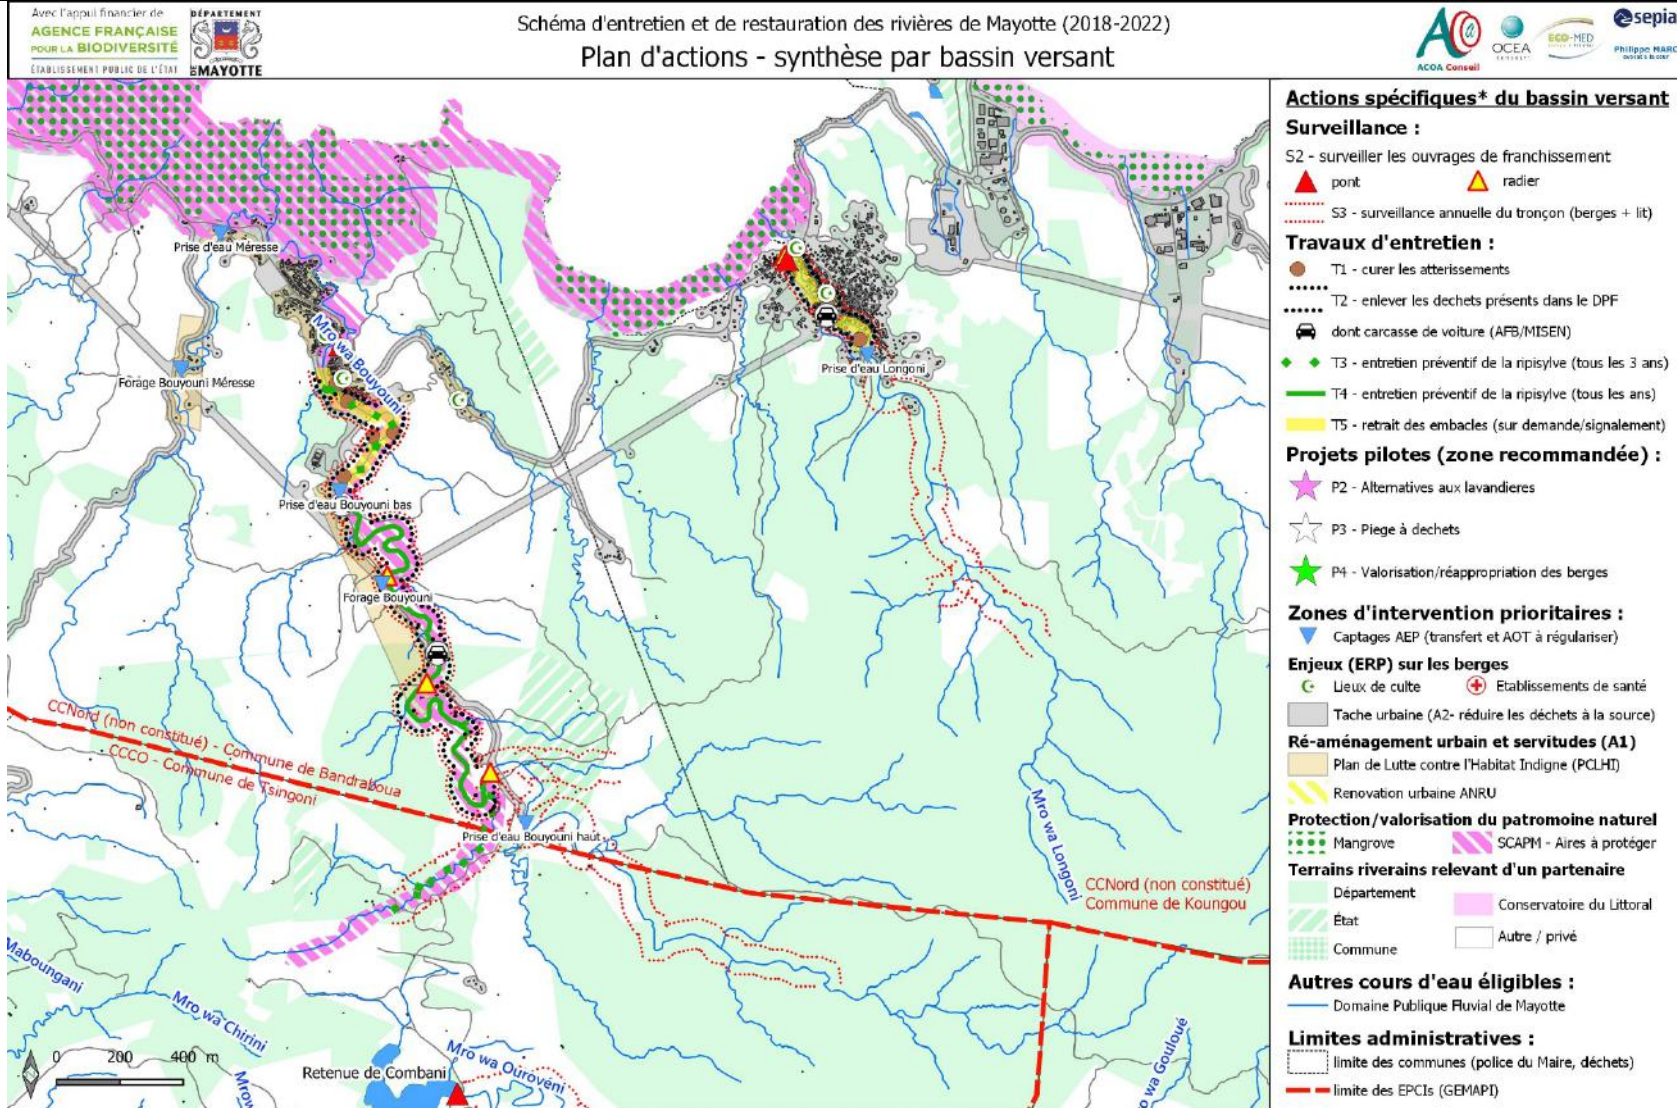 Avec l'appui financier de
AGENCE FRANÇAISE
POUR LA BIODIVERSITÉ
ÉTABLISSEMENT PUBLIC DE L'ÉTAT
DÉPARTEMENT
MAYOTTE
Schéma d'entretien et de restauration des rivières de Mayotte (2018-2022)
Plan d'actions - synthèse par bassin versant
ACOA Conseil
OCEA
ECO-MED
sepia
Philippe MARC
Prise d'eau Méresse
Mro wa Bouyouni
Forage Bouyouni Méresse
Prise d'eau Longoni
Prise d'eau Bouyouni bas
Forage Bouyouni
CCNord (non constitué) - Commune de Bandraboua
CCCO - Commune de Tsingoni
Prise d'eau Bouyouni haut
Mro wa Longoni
CCNord (non constitué)
Commune de Koungou
Maboungani
Mro wa Chirini
Mro wa Ourovéni
Mro wa Gouloué
Retenue de Combani
0 200 400 m
Actions spécifiques* du bassin versant
Surveillance :
S2 - surveiller les ouvrages de franchissement
pont radier
S3 - surveillance annuelle du tronçon (berges + lit)
Travaux d'entretien :
T1 - curer les atterissements
T2 - enlever les dechets présents dans le DPF
dont carcasse de voiture (AFB/MISEN)
T3 - entretien préventif de la ripisylve (tous les 3 ans)
T4 - entretien préventif de la ripisylve (tous les ans)
T5 - retrait des embacles (sur demande/signalement)
Projets pilotes (zone recommandée) :
P2 - Alternatives aux lavandieres
P3 - Piege à dechets
P4 - Valorisation/réappropriation des berges
Zones d'intervention prioritaires :
Captages AEP (transfert et AOT à régulariser)
Enjeux (ERP) sur les berges
Lieux de culte Etablissements de santé
Tache urbaine (A2- réduire les déchets à la source)
Ré-aménagement urbain et servitudes (A1)
Plan de Lutte contre l'Habitat Indigne (PCLHI)
Renovation urbaine ANRU
Protection/valorisation du patromoine naturel
Mangrove SCAPM - Aires à protéger
Terrains riverains relevant d'un partenaire
Département
Conservatoire du Littoral
État
Autre / privé
Commune
Autres cours d'eau éligibles :
Domaine Publique Fluvial de Mayotte
Limites administratives :
limite des communes (police du Maire, déchets)
limite des EPCIs (GEMAPI)